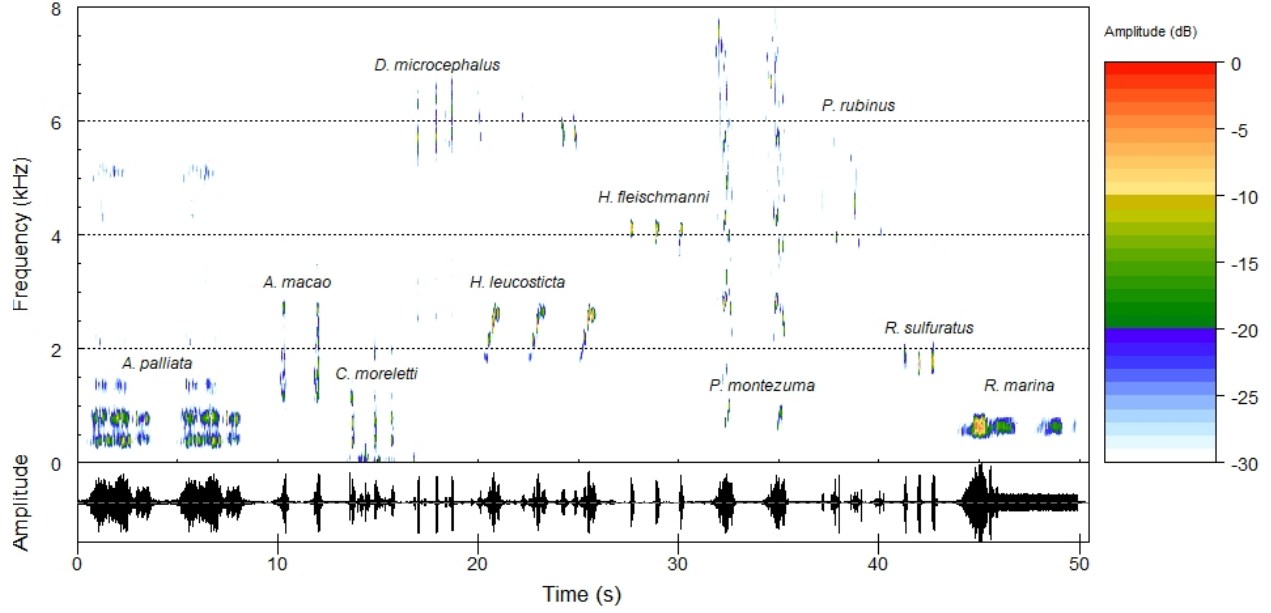 8
6
4
2
0
Frequency (kHz)
Amplitude
D. microcephalus
P. rubinus
H. fleischmanni
A. macao
H. leucosticta
R. sulfuratus
A. palliata
C. moreletti
P. montezuma
R. marina
0
10
20
30
40
50
Time (s)
Amplitude (dB)
0
-5
-10
-15
-20
-25
-30